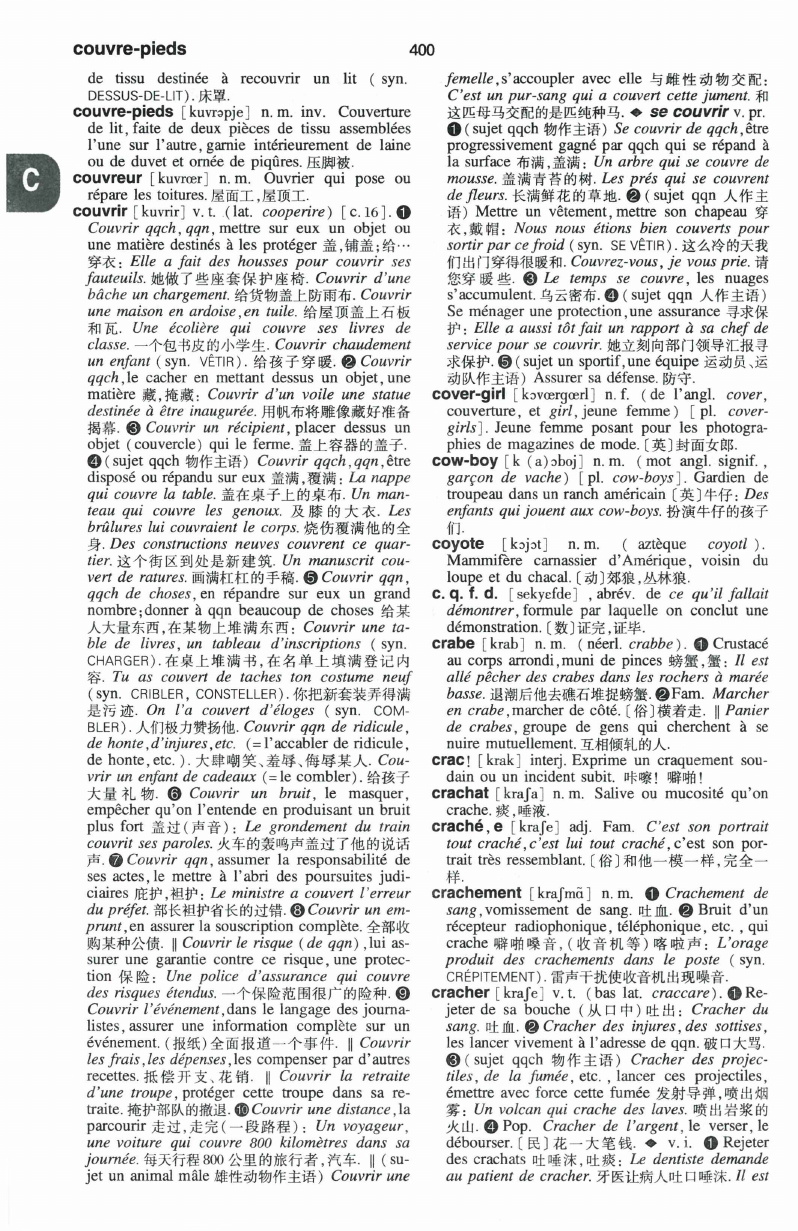 couvre-pieds
400
C
de tissu destinée à recouvrir un lit ( syn.
DESSUS-DE-LIT). 床罩.
couvre-pieds [kuvrəpje] n. m. inv. Couverture
de lit, faite de deux pièces de tissu assemblées
l'une sur l'autre, garnie intérieurement de laine
ou de duvet et ornée de piqûres. 压脚被.
couvreur [kuvrœr] n. m. Ouvrier qui pose ou
répare les toitures. 屋面工,屋顶工.
couvrir [kuvrir] v. t. (lat. cooperire) [c. 16]. ❶
Couvrir qqch, qqn, mettre sur eux un objet ou
une matière destinés à les protéger 盖,铺盖;给…
穿衣: Elle a fait des housses pour couvrir ses
fauteuils. 她做了些座套保护座椅. Couvrir d'une
bâche un chargement. 给货物盖上防雨布. Couvrir
une maison en ardoise, en tuile. 给屋顶盖上石板
和瓦. Une écolière qui couvre ses livres de
classe. 一个包书皮的小学生. Couvrir chaudement
un enfant ( syn. VÊTIR). 给孩子穿暖. ❷ Couvrir
qqch, le cacher en mettant dessus un objet, une
matière 藏,掩藏: Couvrir d'un voile une statue
destinée à être inaugurée. 用帆布将雕像藏好准备
揭幕. ❸ Couvrir un récipient, placer dessus un
objet ( couvercle) qui le ferme. 盖上容器的盖子.
❹ (sujet qqch 物作主语) Couvrir qqch, qqn, être
disposé ou répandu sur eux 盖满,覆满: La nappe
qui couvre la table. 盖在桌子上的桌布. Un man-
teau qui couvre les genoux. 及膝的大衣. Les
brûlures lui couvraient le corps. 烧伤覆满他的全
身. Des constructions neuves couvrent ce quar-
tier. 这个街区到处是新建筑. Un manuscrit cou-
vert de ratures. 画满杠杠的手稿. ❺ Couvrir qqn,
qqch de choses, en répandre sur eux un grand
nombre;donner à qqn beaucoup de choses 给某
人大量东西,在某物上堆满东西: Couvrir une ta-
ble de livres, un tableau d'inscriptions ( syn.
CHARGER). 在桌上堆满书,在名单上填满登记内
容. Tu as couvert de taches ton costume neuf
(syn. CRIBLER, CONSTELLER). 你把新套装弄得满
是污迹. On l'a couvert d'éloges ( syn. COM-
BLER). 人们极力赞扬他. Couvrir qqn de ridicule,
de honte, d'injures, etc. (=l'accabler de ridicule,
de honte, etc. ). 大肆嘲笑、羞辱、侮辱某人. Cou-
vrir un enfant de cadeaux (=le combler). 给孩子
大量礼物. ❻ Couvrir un bruit, le masquer,
empêcher qu'on l'entende en produisant un bruit
plus fort 盖过(声音): Le grondement du train
couvrit ses paroles. 火车的轰鸣声盖过了他的说话
声. ❼ Couvrir qqn, assumer la responsabilité de
ses actes, le mettre à l'abri des poursuites judi-
ciaires 庇护,袒护: Le ministre a couvert l'erreur
du préfet. 部长袒护省长的过错. ❽ Couvrir un em-
prunt, en assurer la souscription complète. 全部收
购某种公债. ‖ Couvrir le risque (de qqn), lui as-
surer une garantie contre ce risque, une protec-
tion 保险: Une police d'assurance qui couvre
des risques étendus. 一个保险范围很广的险种. ❾
Couvrir l'événement, dans le langage des journa-
listes, assurer une information complète sur un
événement. (报纸)全面报道一个事件. ‖ Couvrir
les frais, les dépenses, les compenser par d'autres
recettes. 抵偿开支、花销. ‖ Couvrir la retraite
d'une troupe, protéger cette troupe dans sa re-
traite. 掩护部队的撤退. ❿ Couvrir une distance, la
parcourir 走过,走完(一段路程): Un voyageur,
une voiture qui couvre 800 kilomètres dans sa
journée. 每天行程 800 公里的旅行者,汽车. ‖ (su-
jet un animal mâle 雄性动物作主语) Couvrir une
femelle, s'accoupler avec elle 与雌性动物交配:
C'est un pur-sang qui a couvert cette jument. 和
这匹母马交配的是匹纯种马. ◆ se couvrir v. pr.
❶ (sujet qqch 物作主语) Se couvrir de qqch, être
progressivement gagné par qqch qui se répand à
la surface 布满,盖满: Un arbre qui se couvre de
mousse. 盖满青苔的树. Les prés qui se couvrent
de fleurs. 长满鲜花的草地. ❷ (sujet qqn 人作主
语) Mettre un vêtement, mettre son chapeau 穿
衣,戴帽: Nous nous étions bien couverts pour
sortir par ce froid (syn. SE VÊTIR). 这么冷的天我
们出门穿得很暖和. Couvrez-vous, je vous prie. 请
您穿暖些. ❸ Le temps se couvre, les nuages
s'accumulent. 乌云密布. ❹ (sujet qqn 人作主语)
Se ménager une protection, une assurance 寻求保
护: Elle a aussi tôt fait un rapport à sa chef de
service pour se couvrir. 她立刻向部门领导汇报寻
求保护. ❺ (sujet un sportif, une équipe 运动员、运
动队作主语) Assurer sa défense. 防守.
cover-girl [kɔvœrgœrl] n. f. (de l'angl. cover,
couverture, et girl, jeune femme) [pl. cover-
girls]. Jeune femme posant pour les photogra-
phies de magazines de mode. 〔英〕封面女郎.
cow-boy [k (a)ɔboj] n. m. (mot angl. signif. ,
garçon de vache) [pl. cow-boys]. Gardien de
troupeau dans un ranch américain 〔英〕牛仔: Des
enfants qui jouent aux cow-boys. 扮演牛仔的孩子
们.
coyote [kɔjɔt] n. m. ( aztèque coyotl ).
Mammifère carnassier d'Amérique, voisin du
loupe et du chacal. 〔动〕郊狼,丛林狼.
c. q. f. d. [sekyefde], abrév. de ce qu'il fallait
démontrer, formule par laquelle on conclut une
démonstration. 〔数〕证完,证毕.
crabe [krab] n. m. (néerl. crabbe). ❶ Crustacé
au corps arrondi, muni de pinces 螃蟹,蟹: Il est
allé pêcher des crabes dans les rochers à marée
basse. 退潮后他去礁石堆捉螃蟹. ❷Fam. Marcher
en crabe, marcher de côté. 〔俗〕横着走. ‖ Panier
de crabes, groupe de gens qui cherchent à se
nuire mutuellement. 互相倾轧的人.
crac! [krak] interj. Exprime un craquement sou-
dain ou un incident subit. 咔嚓! 噼啪!
crachat [kraʃa] n. m. Salive ou mucosité qu'on
crache. 痰,唾液.
craché, e [kraʃe] adj. Fam. C'est son portrait
tout craché, c'est lui tout craché, c'est son por-
trait très ressemblant. 〔俗〕和他一模一样,完全一
样.
crachement [kraʃmɑ̃] n. m. ❶ Crachement de
sang, vomissement de sang. 吐血. ❷ Bruit d'un
récepteur radiophonique, téléphonique, etc. , qui
crache 噼啪噪音,(收音机等)喀啦声: L'orage
produit des crachements dans le poste ( syn.
CRÉPITEMENT). 雷声干扰使收音机出现噪音.
cracher [kraʃe] v. t. (bas lat. craccare). ❶ Re-
jeter de sa bouche (从口中)吐出: Cracher du
sang. 吐血. ❷ Cracher des injures, des sottises,
les lancer vivement à l'adresse de qqn. 破口大骂.
❸ (sujet qqch 物作主语) Cracher des projec-
tiles, de la fumée, etc. , lancer ces projectiles,
émettre avec force cette fumée 发射导弹,喷出烟
雾: Un volcan qui crache des laves. 喷出岩浆的
火山. ❹ Pop. Cracher de l'argent, le verser, le
débourser. 〔民〕花一大笔钱. ◆ v. i. ❶ Rejeter
des crachats 吐唾沫,吐痰: Le dentiste demande
au patient de cracher. 牙医让病人吐口唾沫. Il est